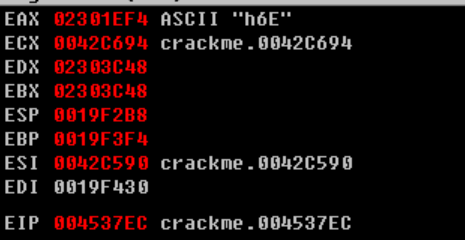 EAX 02301EF4 ASCII "h6E"
ECX 0042C694 crackme.0042C694
EDX 02303C48
EBX 02303C48
ESP 0019F2B8
EBP 0019F3F4
ESI 0042C590 crackme.0042C590
EDI 0019F430
EIP 004537EC crackme.004537EC